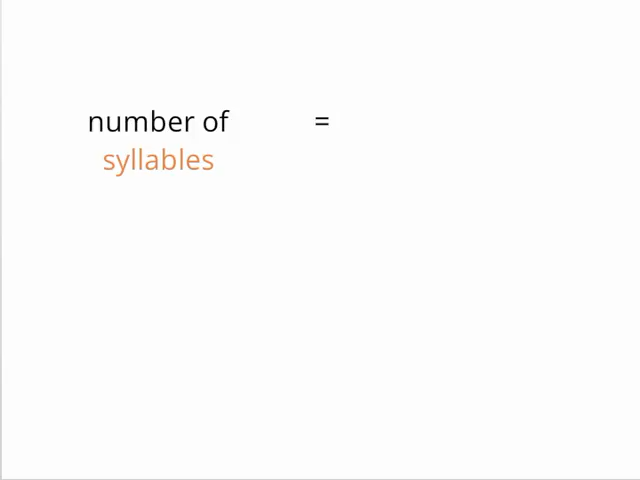 number of =
syllables